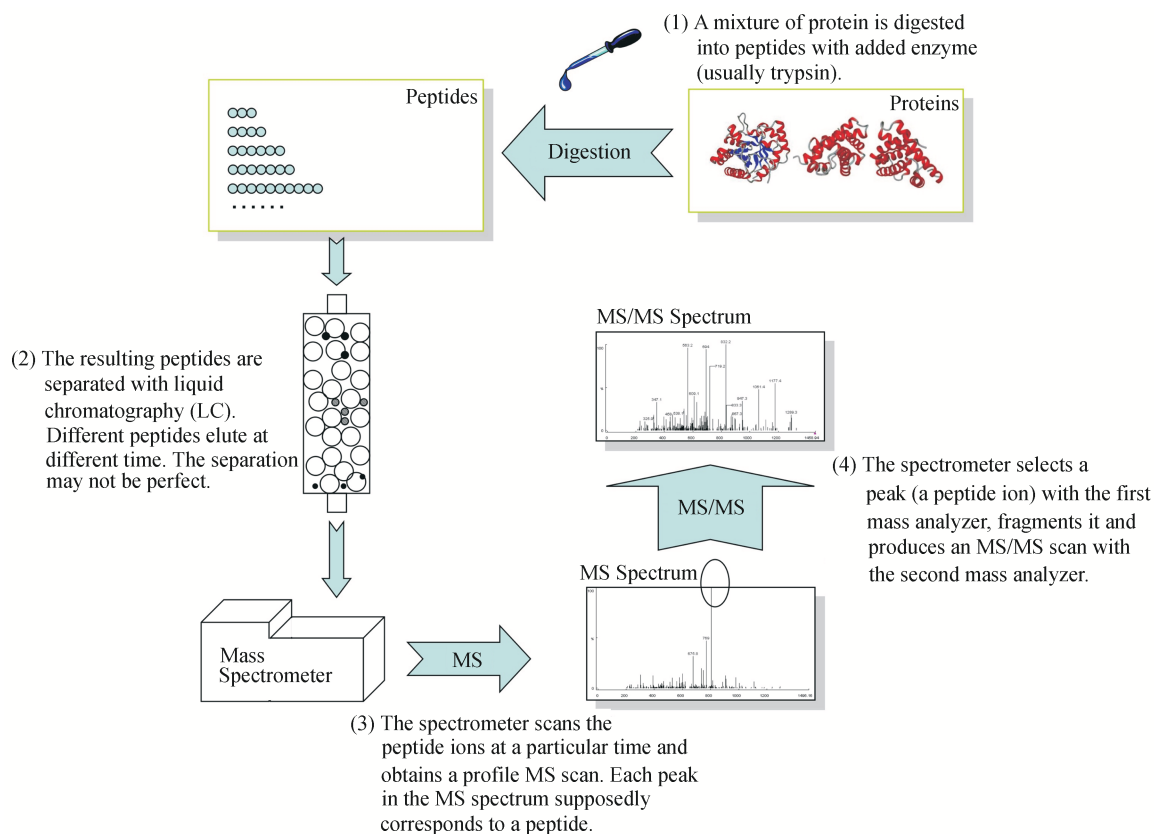 (1) A mixture of protein is digested
into peptides with added enzyme
(usually trypsin).
Peptides
Proteins
Digestion
(2) The resulting peptides are
separated with liquid
chromatography (LC).
Different peptides elute at
different time. The separation
may not be perfect.
MS/MS Spectrum
(4) The spectrometer selects a
peak (a peptide ion) with the first
mass analyzer, fragments it and
produces an MS/MS scan with
the second mass analyzer.
MS/MS
MS Spectrum
Mass
Spectrometer
MS
(3) The spectrometer scans the
peptide ions at a particular time and
obtains a profile MS scan. Each peak
in the MS spectrum supposedly
corresponds to a peptide.